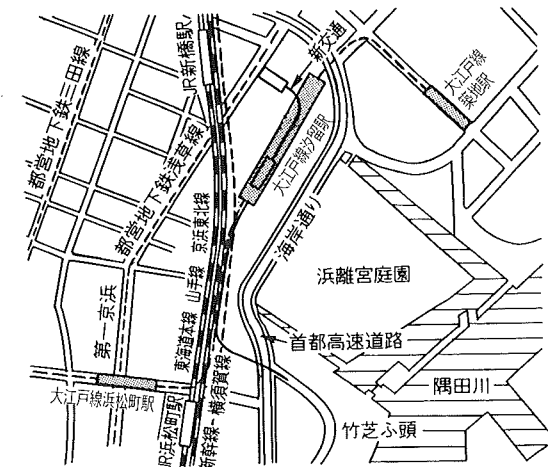 都営地下鉄三田線
JR新橋駅
新交通
大江戸線
築地駅
都営地下鉄浅草線
大江戸線汐留駅
海岸通り
京浜東北線
山手線
東海道本線
第一京浜
浜離宮庭園
首都高速道路
隅田川
大江戸線浜松町駅
JR浜松町駅
新幹線・横須賀線
竹芝ふ頭